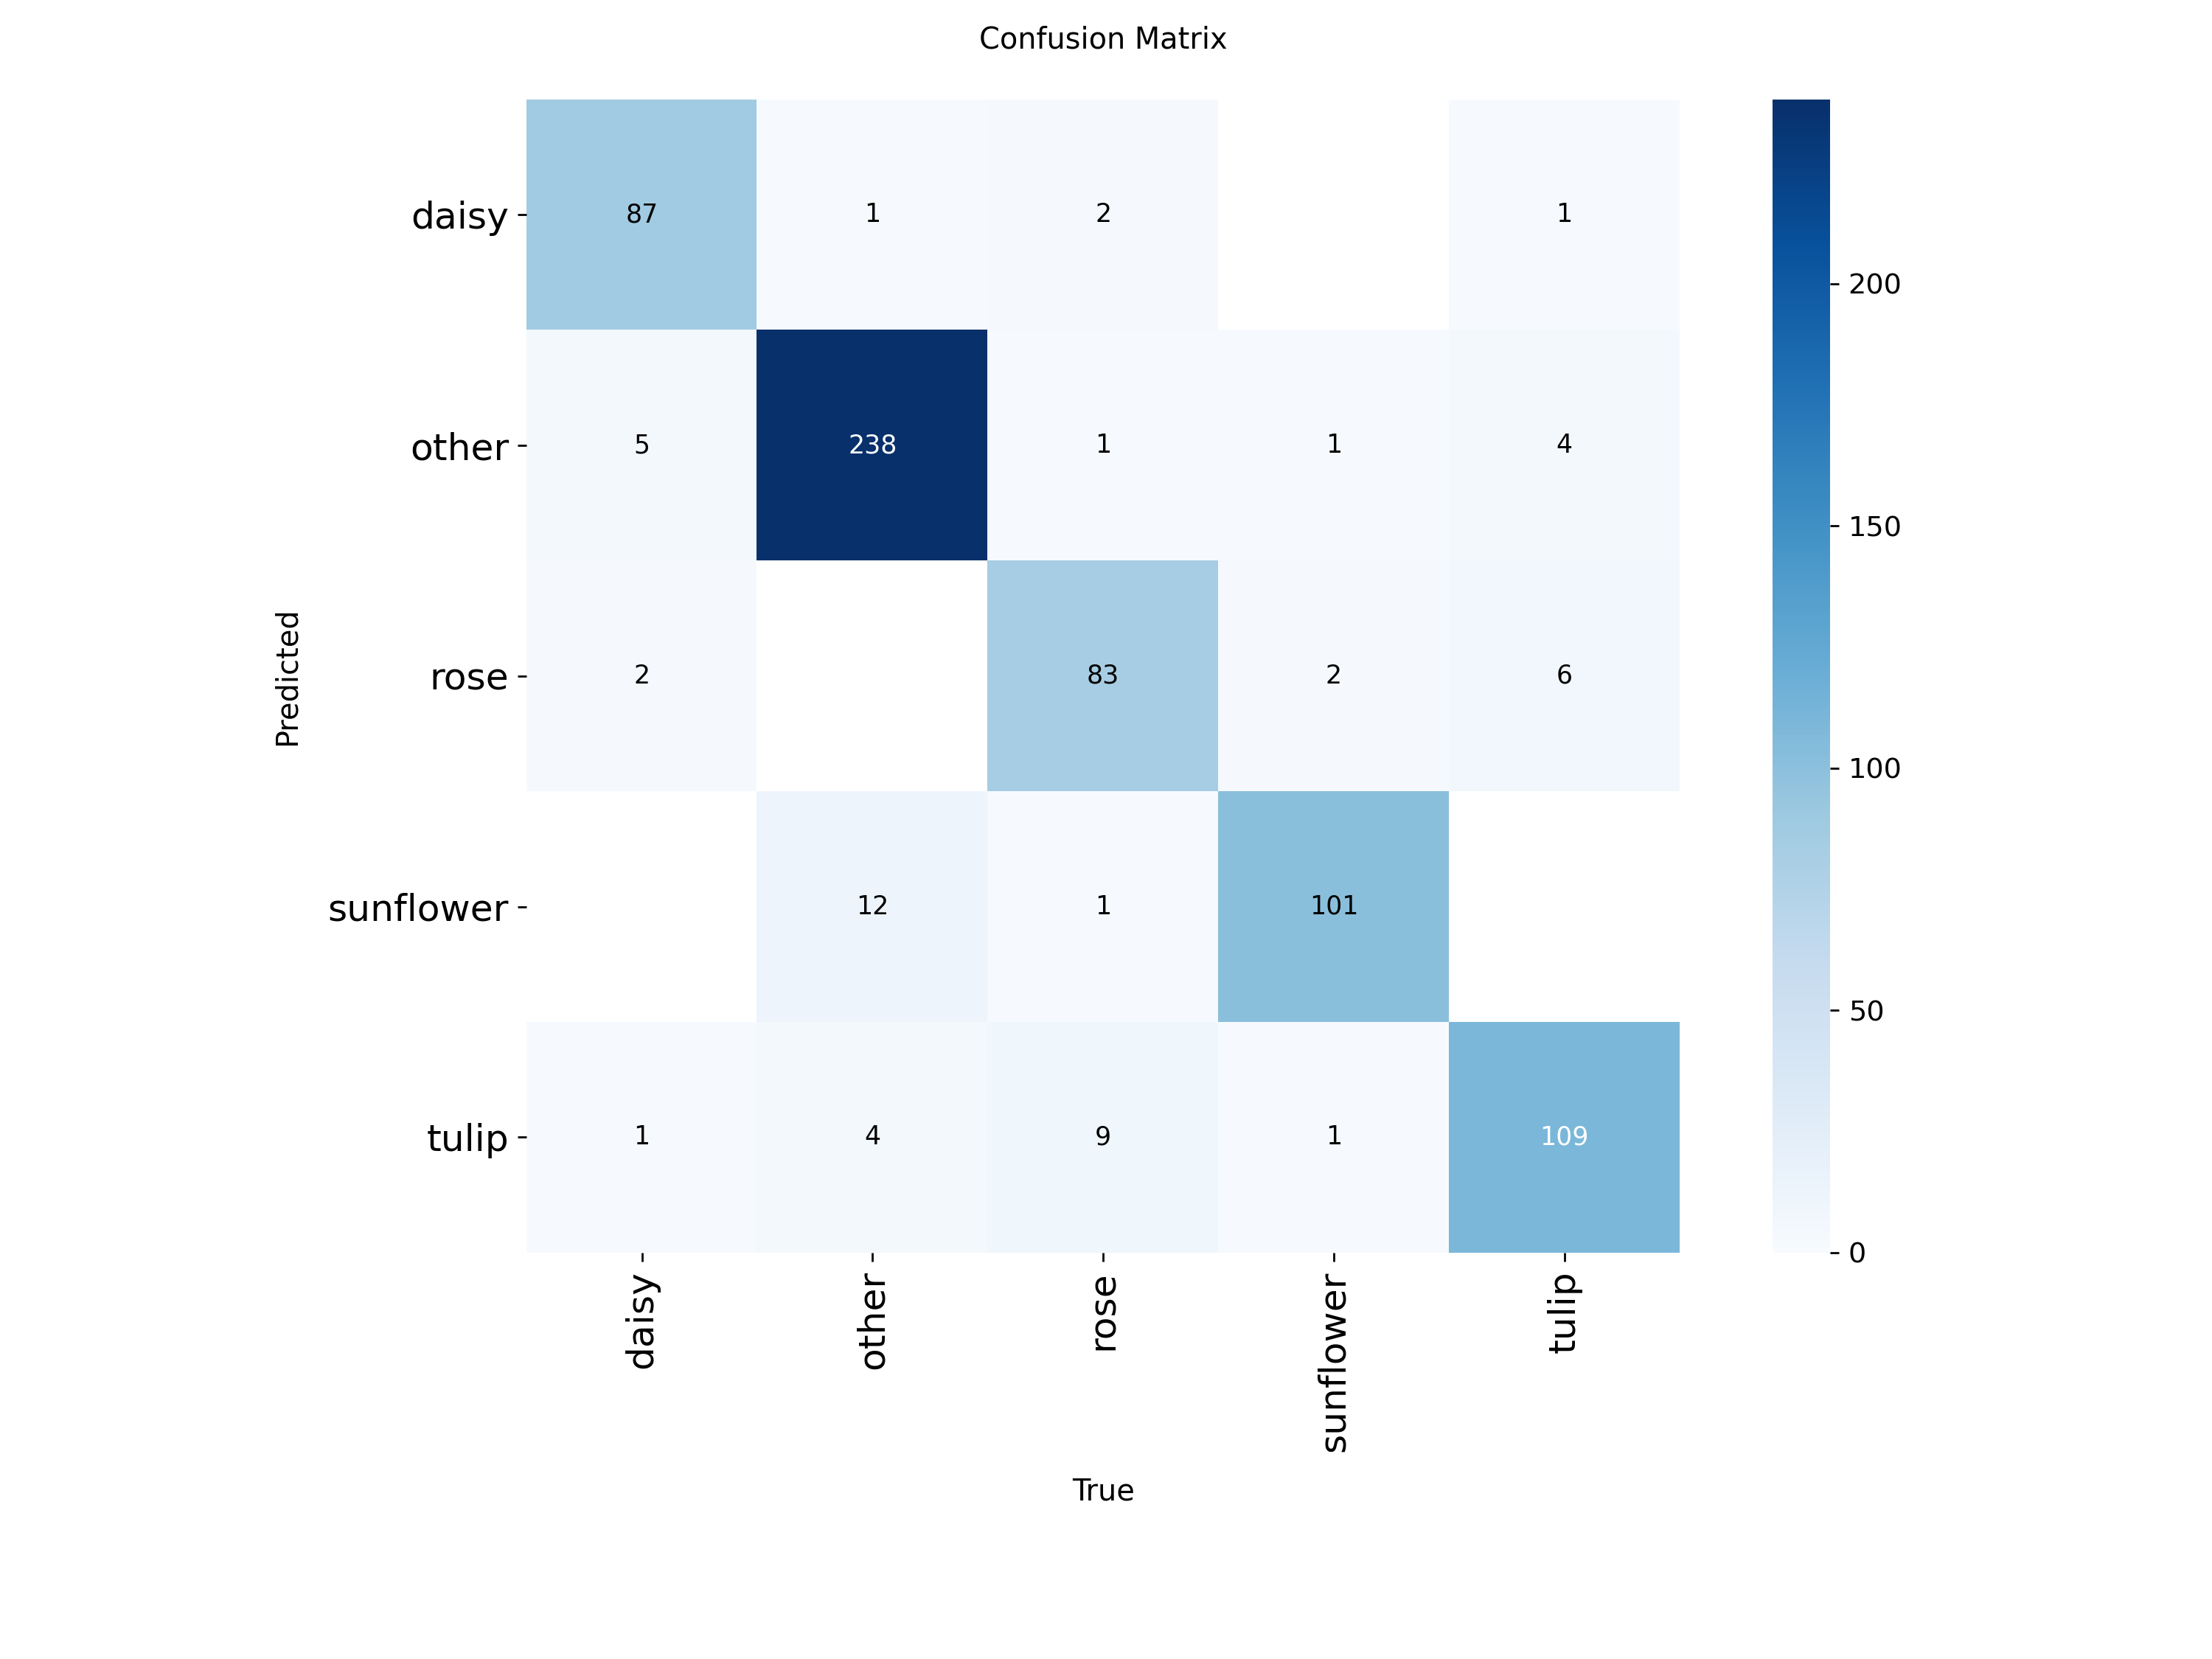 Confusion Matrix
daisy 87 1 2 1
other 5 238 1 1 4
rose 2 83 2 6
sunflower 12 1 101
tulip 1 4 9 1 109
Predicted
daisy other rose sunflower tulip
True
200
150
100
50
0